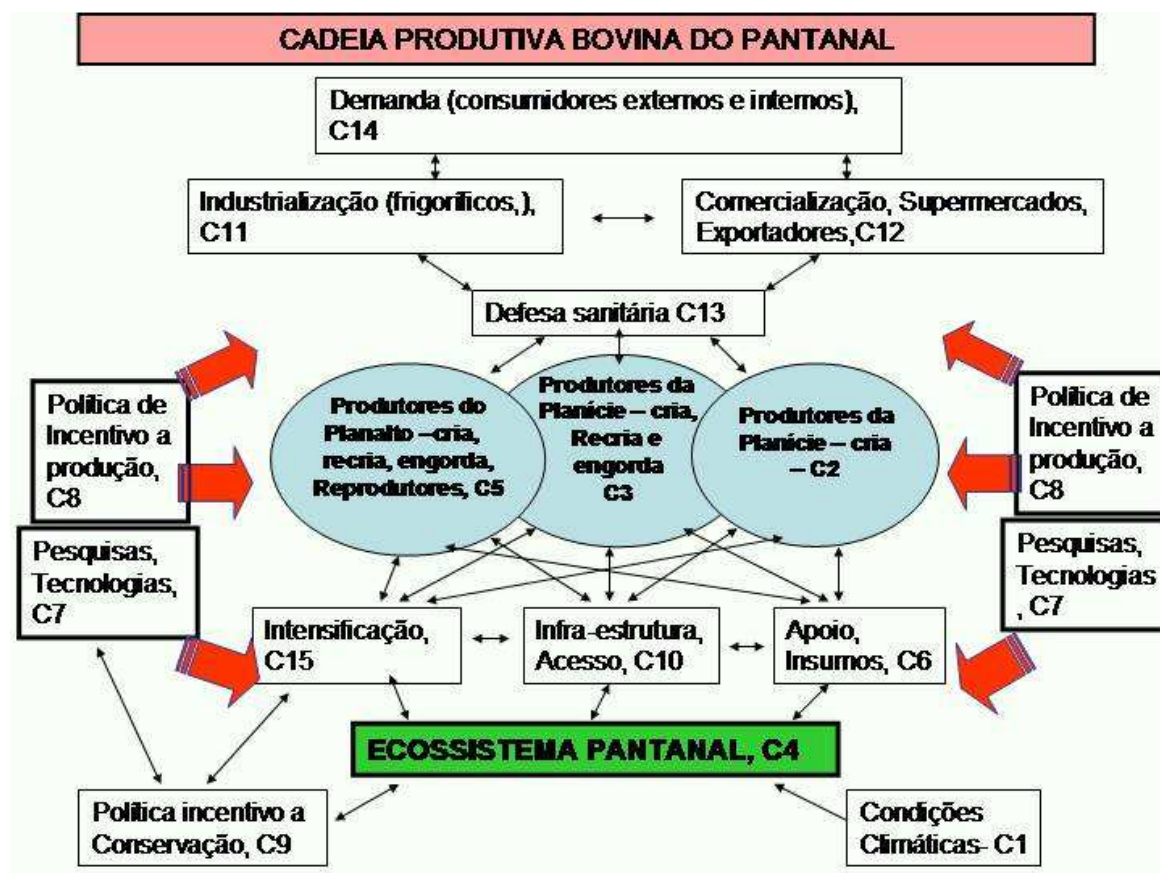 CADEIA PRODUTIVA BOVINA DO PANTANAL
Demanda (consumidores externos e internos),
C14
Industrialização (frigoríficos,),
C11
Comercialização, Supermercados,
Exportadores,C12
Defesa sanitária C13
Política de
Incentivo a
produção,
C8
Produtores do
Planalto –cria,
recria, engorda,
Reprodutores, C5
Produtores da
Planície – cria,
Recria e
engorda
C3
Produtores da
Planície – cria
– C2
Política de
Incentivo a
produção,
C8
Pesquisas,
Tecnologias,
C7
Pesquisas,
Tecnologias
, C7
Intensificação,
C15
Infra-estrutura,
Acesso, C10
Apoio,
Insumos, C6
ECOSSISTEMA PANTANAL, C4
Política incentivo a
Conservação, C9
Condições
Climáticas- C1